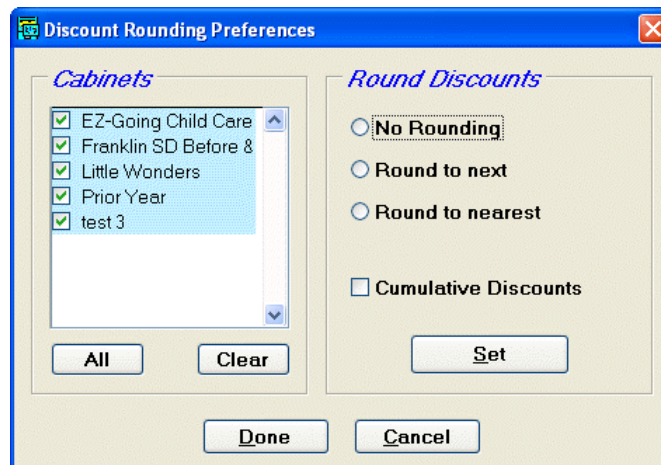 Discount Rounding Preferences
Cabinets
EZ-Going Child Care
Franklin SD Before &
Little Wonders
Prior Year
test 3
All
Clear
Round Discounts
No Rounding
Round to next
Round to nearest
Cumulative Discounts
Set
Done
Cancel